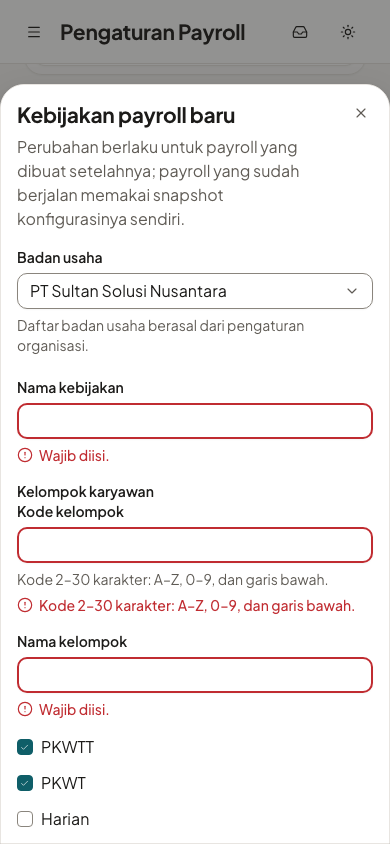 Pengaturan Payroll
Kebijakan payroll baru
Perubahan berlaku untuk payroll yang
dibuat setelahnya; payroll yang sudah
berjalan memakai snapshot
konfigurasinya sendiri.
Badan usaha
PT Sultan Solusi Nusantara
Daftar badan usaha berasal dari pengaturan
organisasi.
Nama kebijakan
Wajib diisi.
Kelompok karyawan
Kode kelompok
Kode 2–30 karakter: A–Z, 0–9, dan garis bawah.
Kode 2–30 karakter: A–Z, 0–9, dan garis bawah.
Nama kelompok
Wajib diisi.
PKWTT
PKWT
Harian